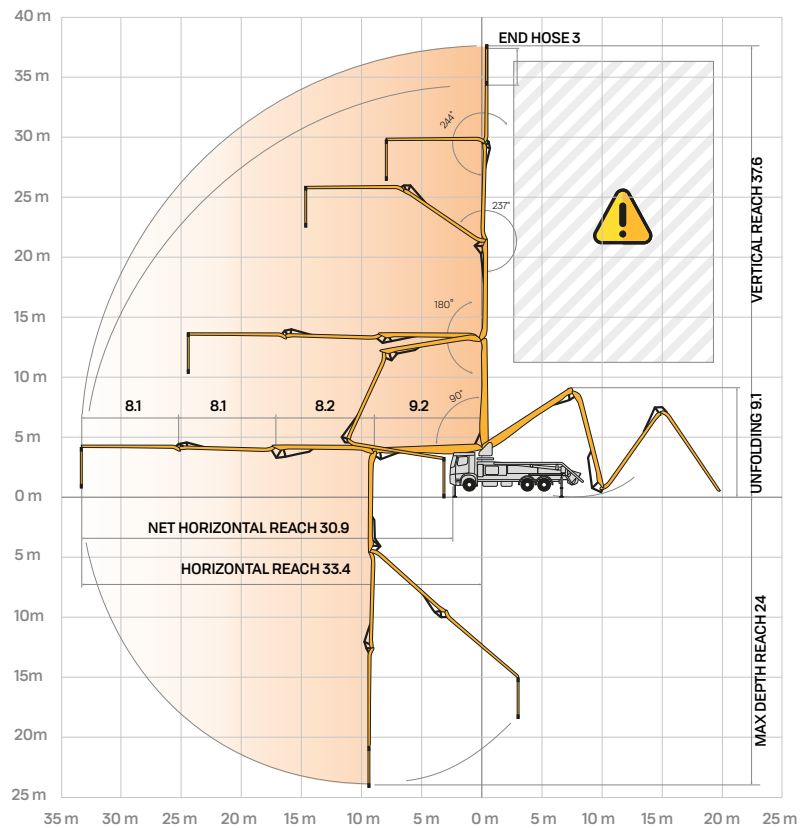 40 m
END HOSE 3
35 m
244°
30 m
25 m
237°
20 m
VERTICAL REACH 37.6
15 m
180°
10 m
8.1 8.1 8.2 9.2
90°
5 m
UNFOLDING 9.1
0 m
NET HORIZONTAL REACH 30.9
5 m
HORIZONTAL REACH 33.4
10 m
MAX DEPTH REACH 24
15 m
20 m
25 m
35 m 30 m 25 m 20 m 15 m 10 m 5 m 0 m 5 m 10 m 15 m 20 m 25 m